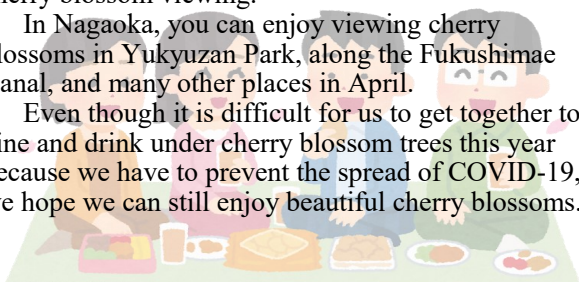 erry blossom viewing.
In Nagaoka, you can enjoy viewing cherry
lossoms in Yukyuzan Park, along the Fukushimae
anal, and many other places in April.
Even though it is difficult for us to get together to
ine and drink under cherry blossom trees this year
ecause we have to prevent the spread of COVID-19,
e hope we can still enjoy beautiful cherry blossoms.